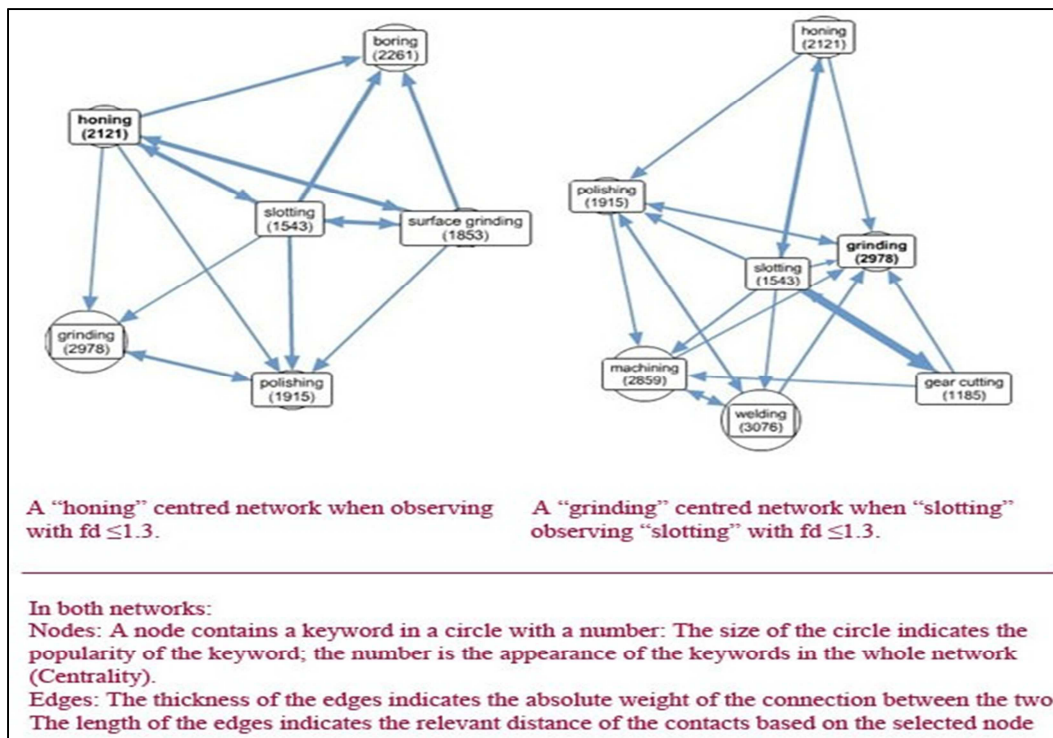 boring
(2261)
honing
(2121)
slotting
(1543)
surface grinding
(1853)
grinding
(2978)
polishing
(1915)
honing
(2121)
polishing
(1915)
grinding
(2978)
slotting
(1543)
machining
(2859)
gear cutting
(1185)
welding
(3076)
A “honing” centred network when observing
with fd ≤1.3.
A “grinding” centred network when “slotting”
observing “slotting” with fd ≤1.3.
In both networks:
Nodes: A node contains a keyword in a circle with a number: The size of the circle indicates the
popularity of the keyword; the number is the appearance of the keywords in the whole network
(Centrality).
Edges: The thickness of the edges indicates the absolute weight of the connection between the two
The length of the edges indicates the relevant distance of the contacts based on the selected node